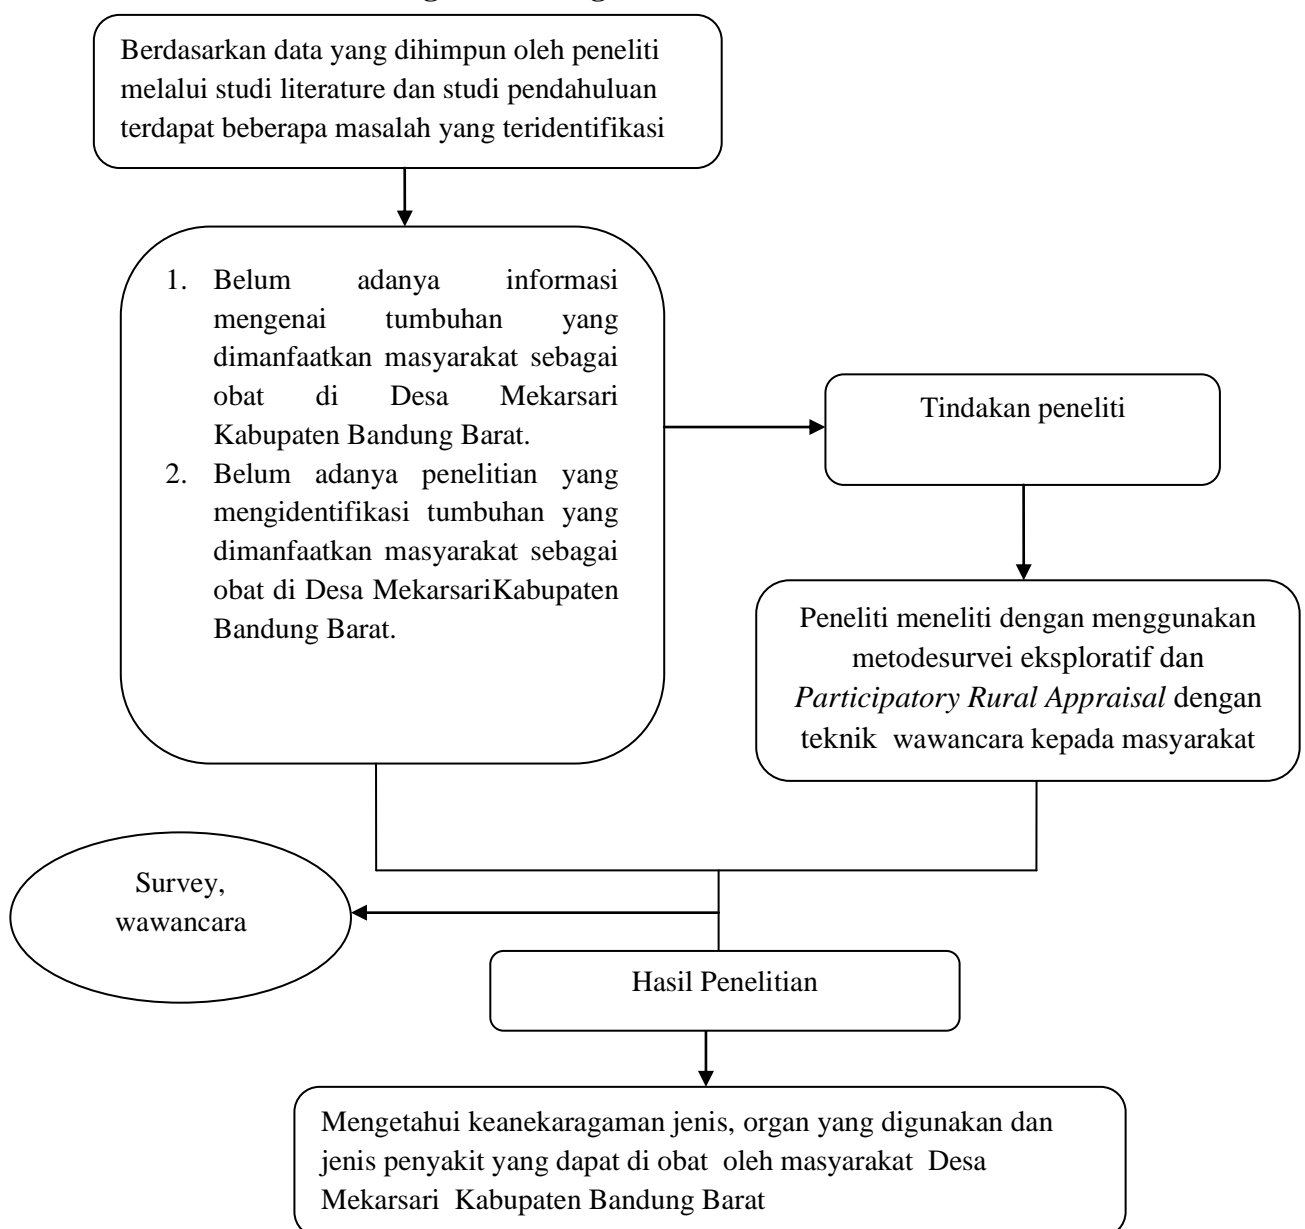 Berdasarkan data yang dihimpun oleh peneliti
melalui studi literature dan studi pendahuluan
terdapat beberapa masalah yang teridentifikasi
1. Belum adanya informasi
mengenai tumbuhan yang
dimanfaatkan masyarakat sebagai
obat di Desa Mekarsari
Kabupaten Bandung Barat.
2. Belum adanya penelitian yang
mengidentifikasi tumbuhan yang
dimanfaatkan masyarakat sebagai
obat di Desa MekarsariKabupaten
Bandung Barat.
Tindakan peneliti
Peneliti meneliti dengan menggunakan
metodesurvei eksploratif dan
Participatory Rural Appraisal dengan
teknik wawancara kepada masyarakat
Survey,
wawancara
Hasil Penelitian
Mengetahui keanekaragaman jenis, organ yang digunakan dan
jenis penyakit yang dapat di obat oleh masyarakat Desa
Mekarsari Kabupaten Bandung Barat